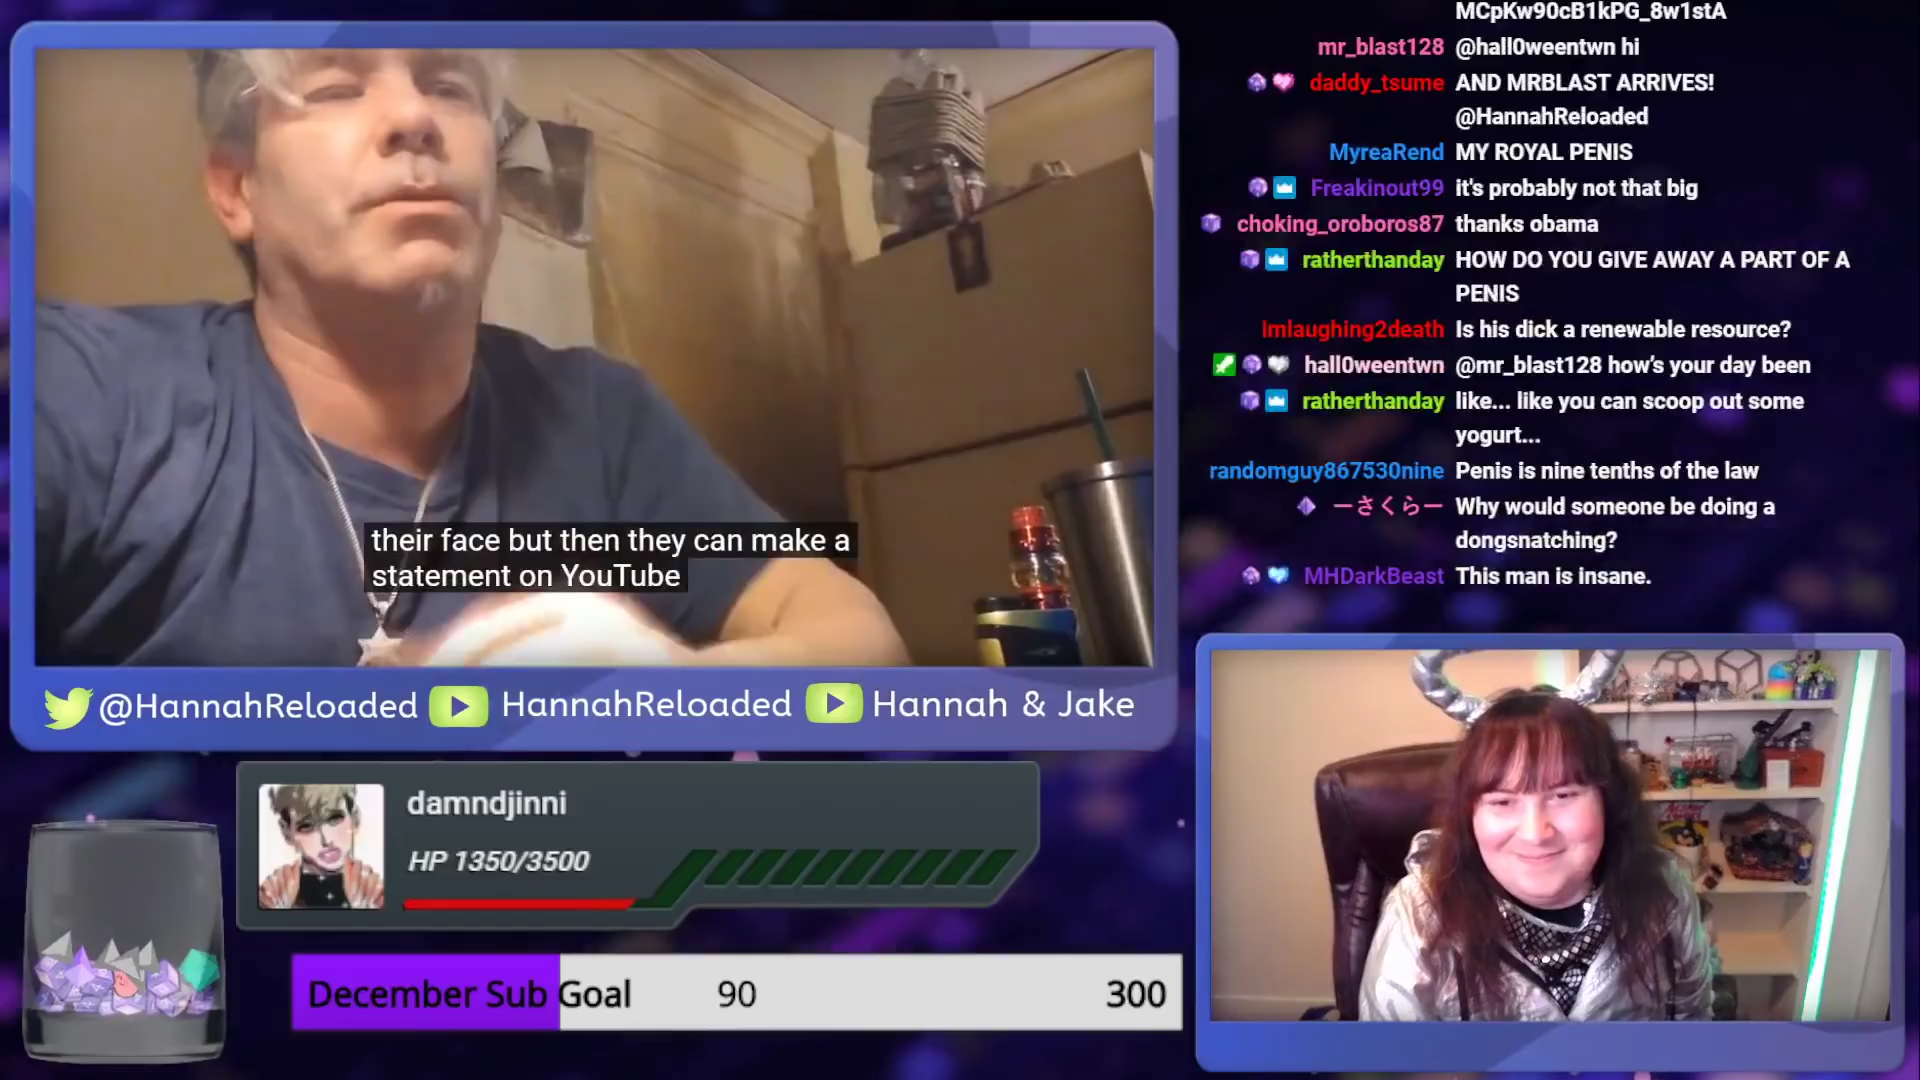 their face but then they can make a
statement on YouTube
@HannahReloaded HannahReloaded Hannah & Jake
damndjinni
HP 1350/3500
December Sub Goal 90 300
MCpKw90cB1kPG_8w1stA
mr_blast128 @hall0weentwn hi
daddy_tsume AND MRBLAST ARRIVES!
@HannahReloaded
MyreaRend MY ROYAL PENIS
Freakinout99 it's probably not that big
choking_oroboros87 thanks obama
ratherthanday HOW DO YOU GIVE AWAY A PART OF A
PENIS
Imlaughing2death Is his dick a renewable resource?
hall0weentwn @mr_blast128 how's your day been
ratherthanday like... like you can scoop out some
yogurt...
randomguy867530nine Penis is nine tenths of the law
ーさくらー Why would someone be doing a
dongsnatching?
MHDarkBeast This man is insane.